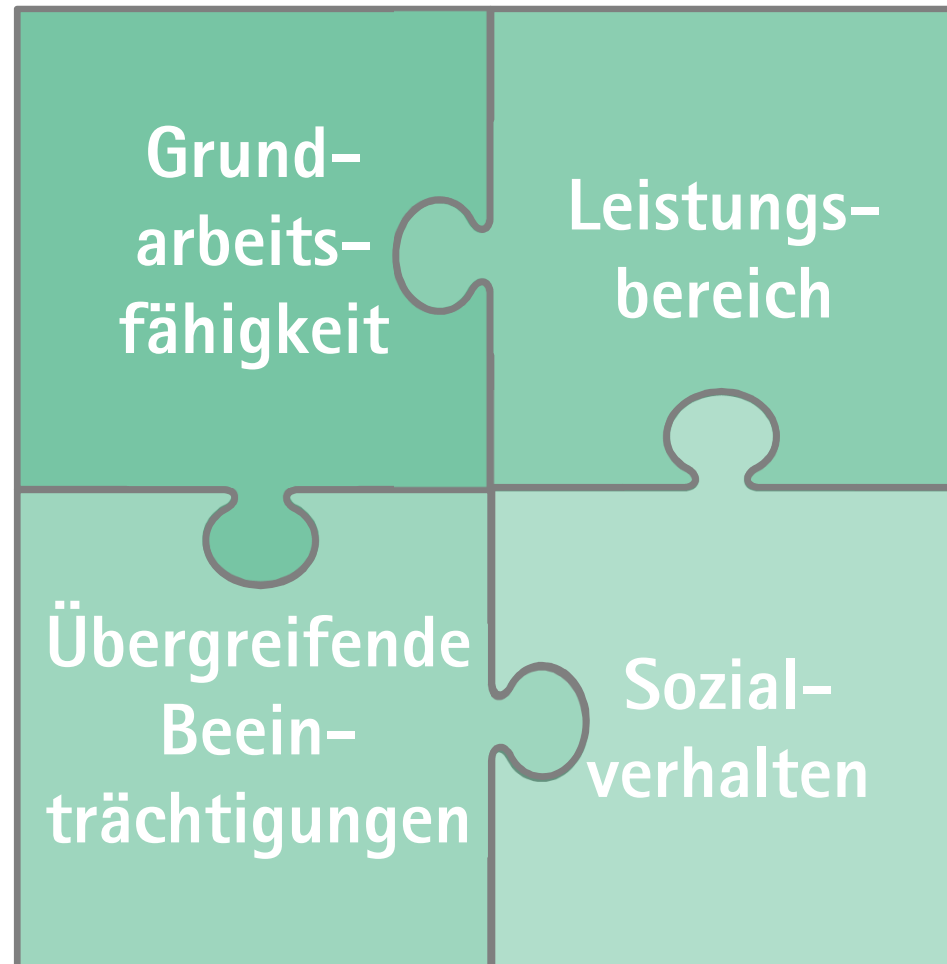 Grund-
arbeits-
fähigkeit
Leistungs-
bereich
Übergreifende
Beein-
trächtigungen
Sozial-
verhalten